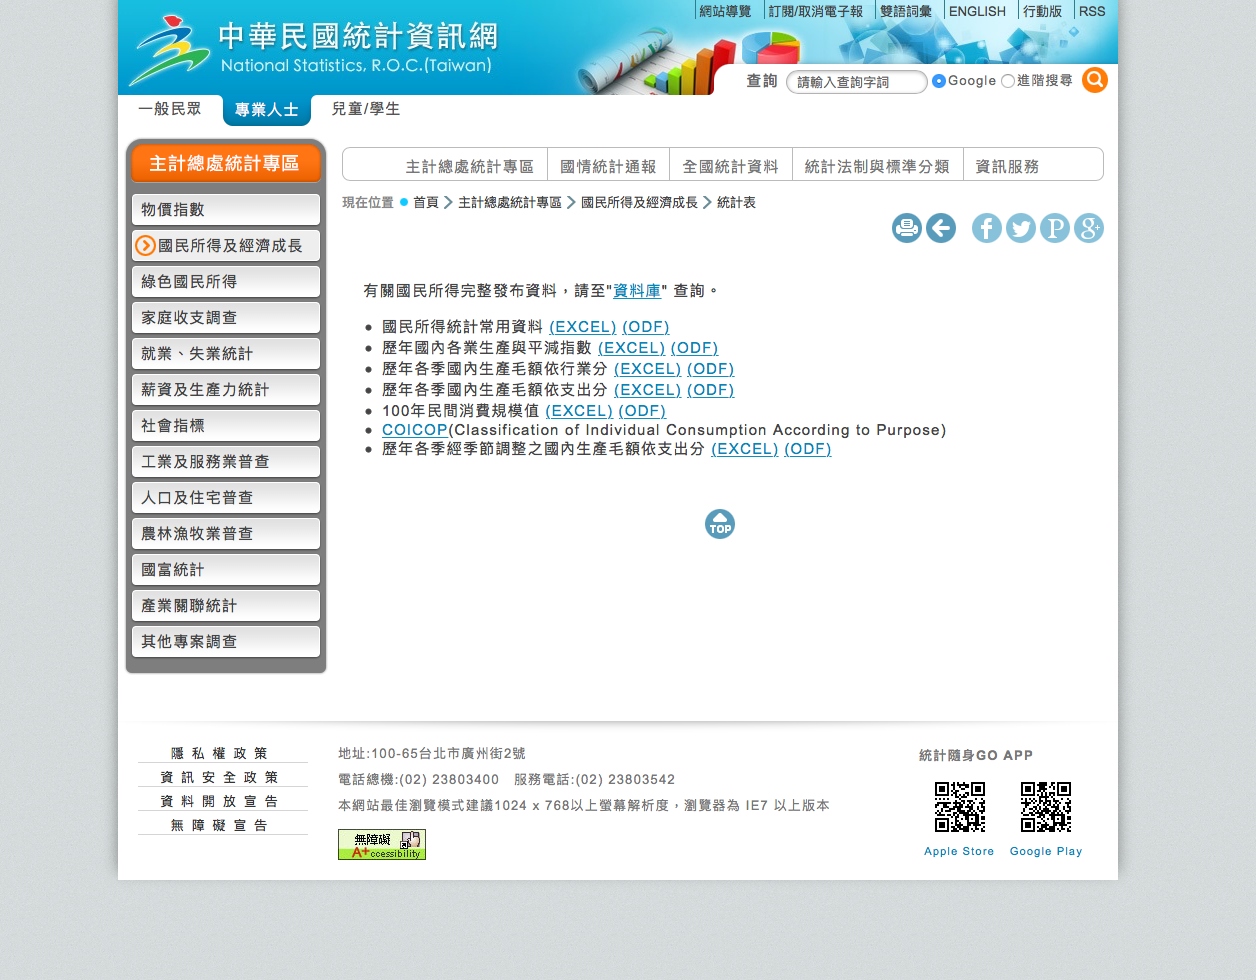 網站導覽 訂閱/取消電子報 雙語詞彙 ENGLISH 行動版 RSS
中華民國統計資訊網
National Statistics, R.O.C.(Taiwan)
查詢 請輸入查詢字詞 Google 進階搜尋
一般民眾 專業人士 兒童/學生
主計總處統計專區
物價指數
國民所得及經濟成長
綠色國民所得
家庭收支調查
就業、失業統計
薪資及生產力統計
社會指標
工業及服務業普查
人口及住宅普查
農林漁牧業普查
國富統計
產業關聯統計
其他專案調查
主計總處統計專區 國情統計通報 全國統計資料 統計法制與標準分類 資訊服務
現在位置 首頁 主計總處統計專區 國民所得及經濟成長 統計表
有關國民所得完整發布資料，請至"資料庫" 查詢。
國民所得統計常用資料 (EXCEL) (ODF)
歷年國內各業生產與平減指數 (EXCEL) (ODF)
歷年各季國內生產毛額依行業分 (EXCEL) (ODF)
歷年各季國內生產毛額依支出分 (EXCEL) (ODF)
100年民間消費規模值 (EXCEL) (ODF)
COICOP(Classification of Individual Consumption According to Purpose)
歷年各季經季節調整之國內生產毛額依支出分 (EXCEL) (ODF)
TOP
隱私權政策
資訊安全政策
資料開放宣告
無障礙宣告
地址:100-65台北市廣州街2號
電話總機:(02) 23803400 服務電話:(02) 23803542
本網站最佳瀏覽模式建議1024 x 768以上螢幕解析度，瀏覽器為 IE7 以上版本
無障礙
A+ccessibility
統計隨身GO APP
Apple Store Google Play